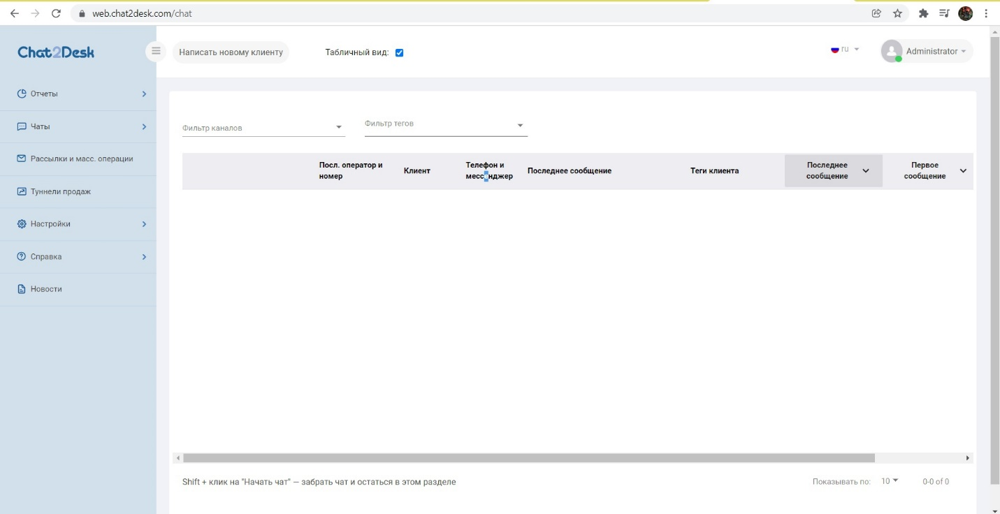 web.chat2desk.com/chat
Chat2Desk
Написать новому клиенту
Табличный вид:
ru
Administrator
Отчеты
Чаты
Рассылки и масс. операции
Туннели продаж
Настройки
Справка
Новости
Фильтр каналов
Фильтр тегов
Посл. оператор и
номер
Клиент
Телефон и
мессенджер
Последнее сообщение
Теги клиента
Последнее
сообщение
Первое
сообщение
Shift + клик на "Начать чат" — забрать чат и остаться в этом разделе
Показывать по:
10
0-0 of 0